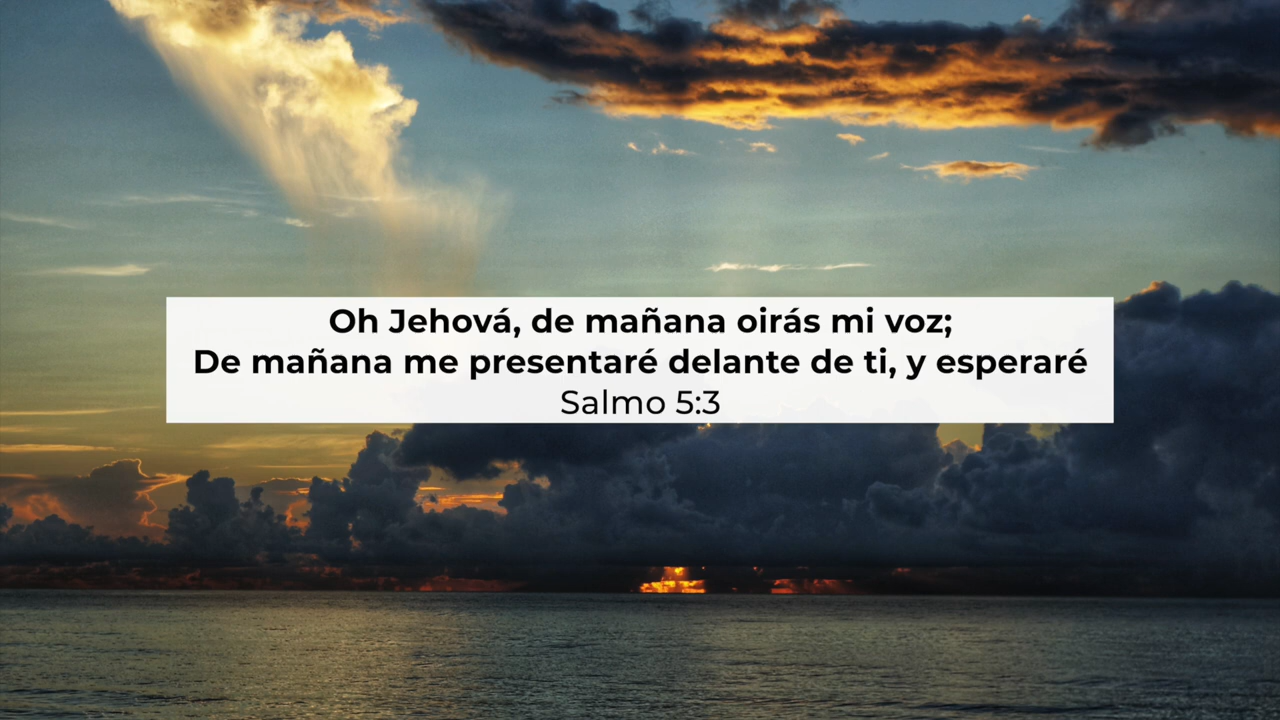 Oh Jehová, de mañana oirás mi voz;
De mañana me presentaré delante de ti, y esperaré
Salmo 5:3